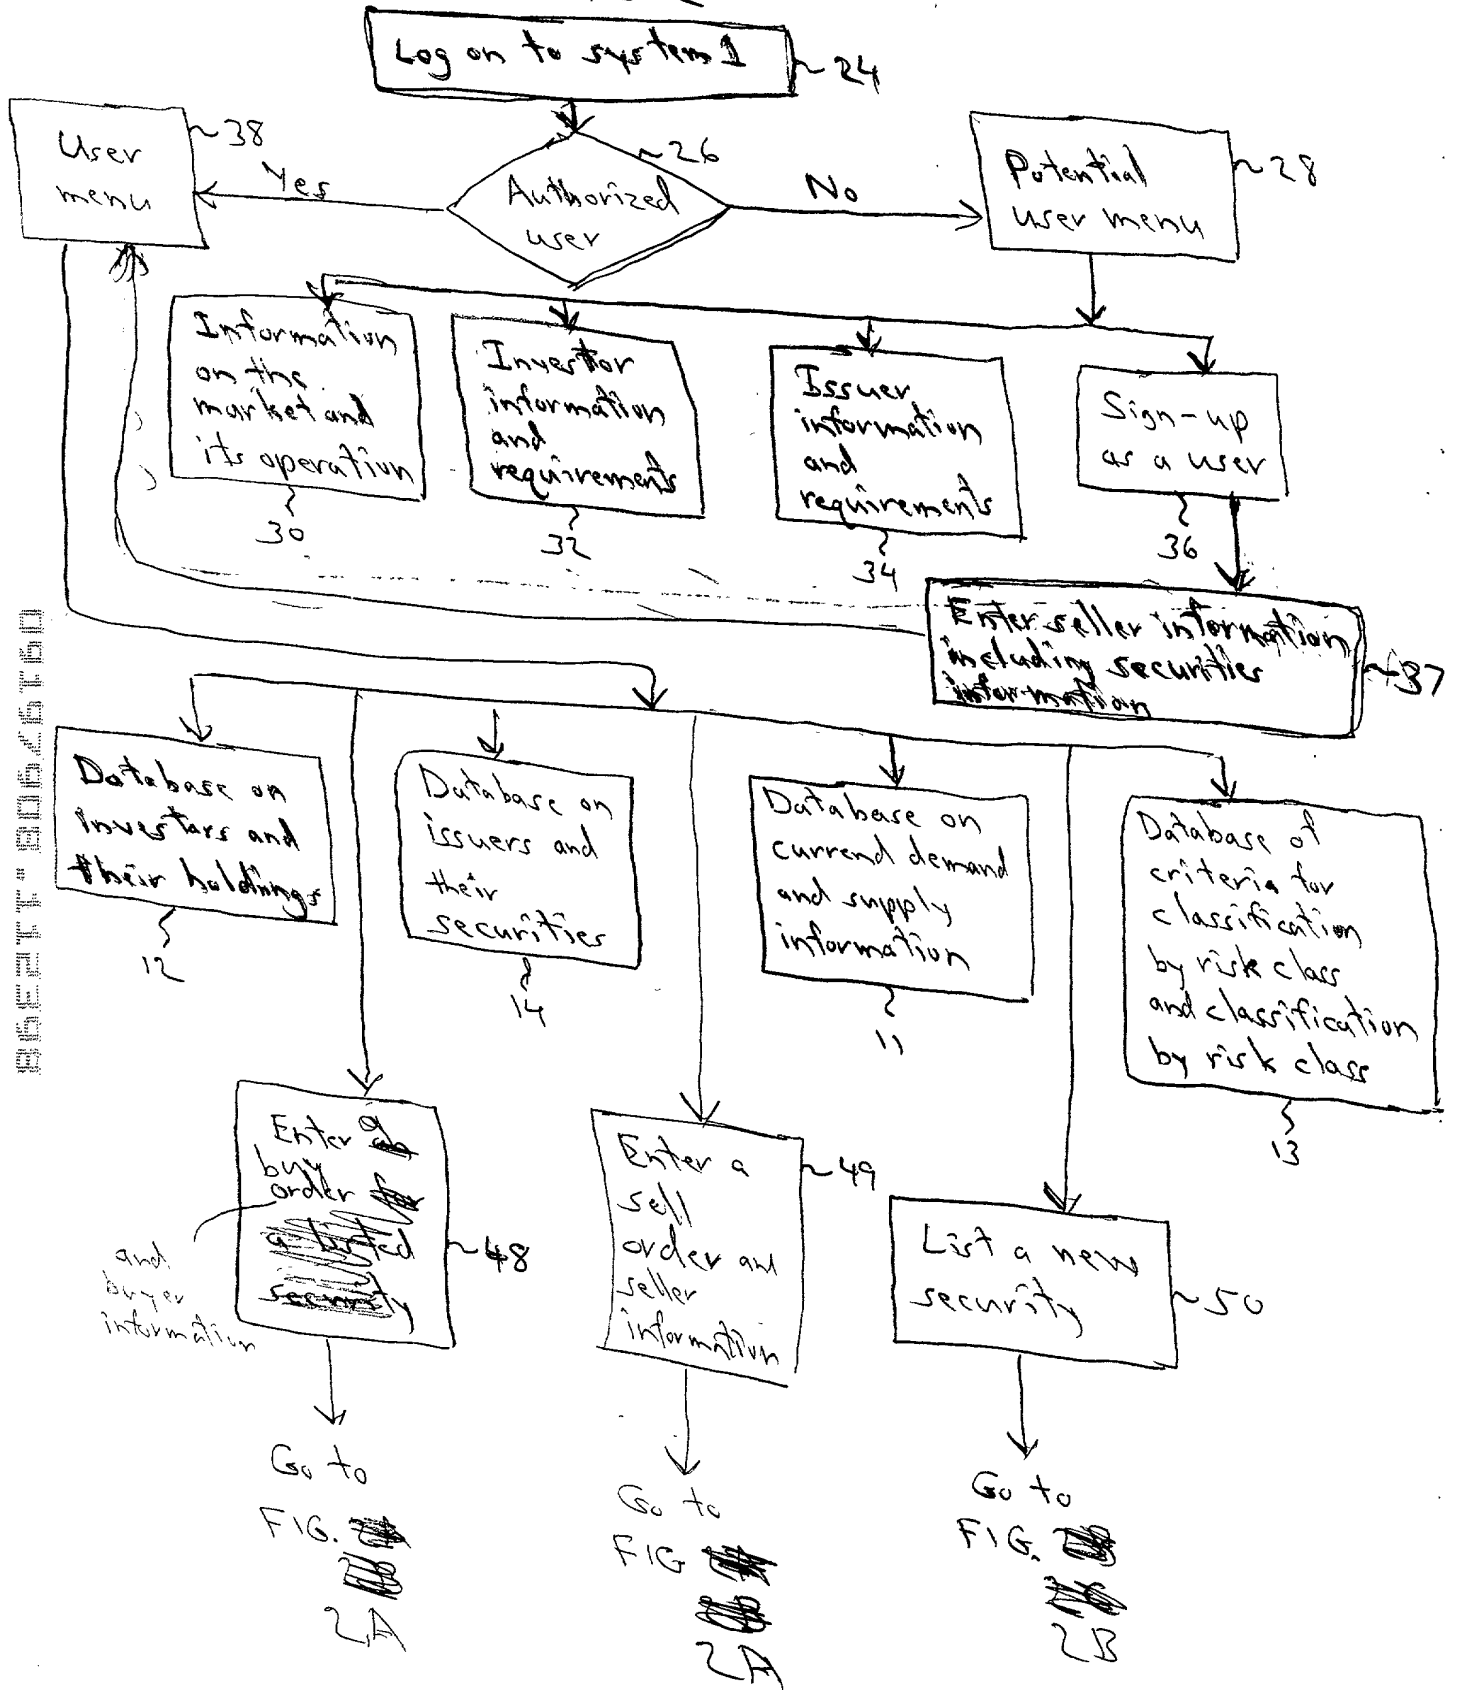 Log on to system 1
~24
User
menu
~38
Yes
Authorized
user
~26
No
Potential
user menu
~28
Information
on the
market and
its operation
30
Investor
information
and
requirements
32
Issuer
information
and
requirements
34
Sign-up
as a user
36
Enter seller information
including securities
information
~37
Database on
investors and
their holdings
12
Database on
issuers and
their
securities
14
Database on
currend demand
and supply
information
11
Database of
criteria for
classification
by risk class
and classification
by risk class
13
Enter a
buy
order
a listed
security
~48
and
buyer
information
Enter a
sell
order and
seller
information
~49
List a new
security
~50
Go to
FIG.
2A
Go to
FIG
2A
Go to
FIG.
2B